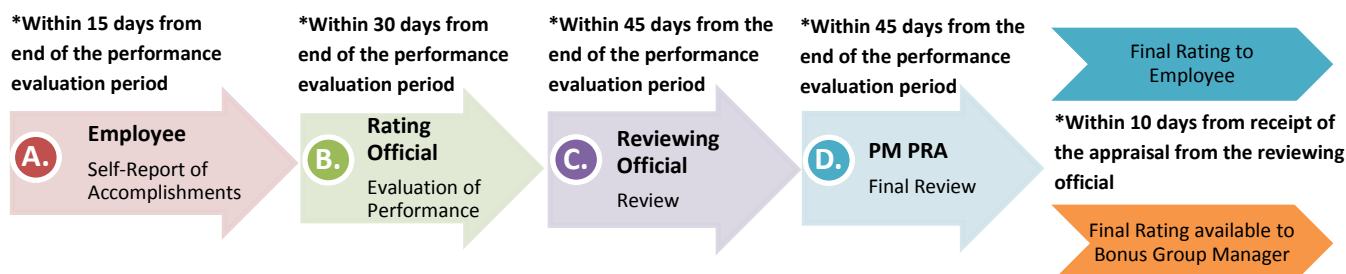 *Within 15 days from
end of the performance
evaluation period
A.
Employee
Self-Report of
Accomplishments
*Within 30 days from
end of the performance
evaluation period
B.
Rating
Official
Evaluation of
Performance
*Within 45 days from the
end of the performance
evaluation period
C.
Reviewing
Official
Review
*Within 45 days from the
end of the performance
evaluation period
D.
PM PRA
Final Review
Final Rating to
Employee
*Within 10 days from receipt of
the appraisal from the reviewing
official
Final Rating available to
Bonus Group Manager